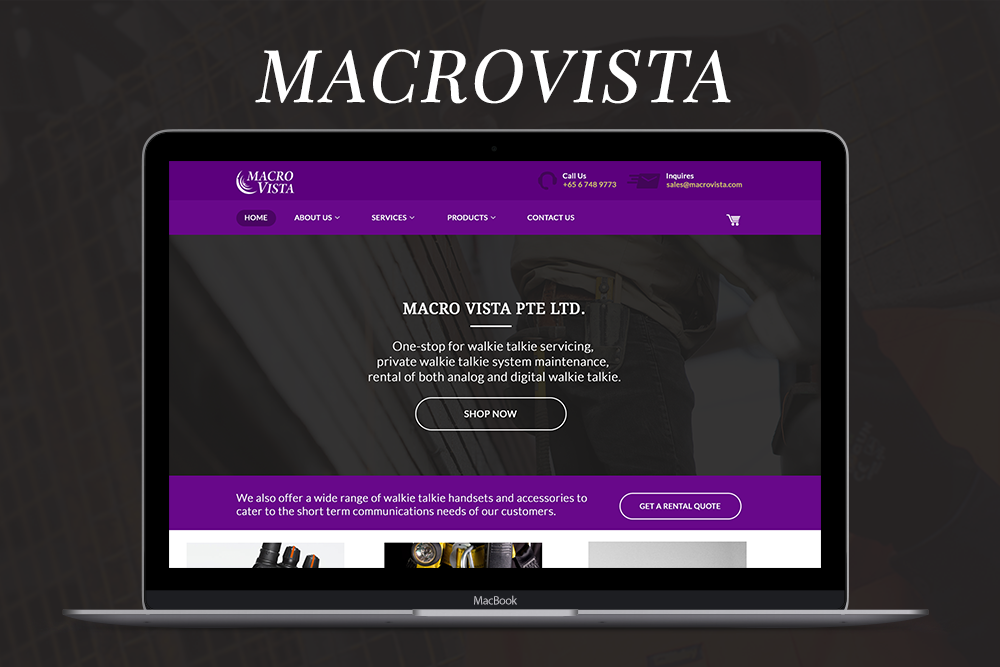 MACROVISTA
MACRO
VISTA
Call Us
+65 6 748 9773
Inquires
sales@macrovista.com
HOME
ABOUT US
SERVICES
PRODUCTS
CONTACT US
MACRO VISTA PTE LTD.
One-stop for walkie talkie servicing,
private walkie talkie system maintenance,
rental of both analog and digital walkie talkie.
SHOP NOW
We also offer a wide range of walkie talkie handsets and accessories to
cater to the short term communications needs of our customers.
GET A RENTAL QUOTE
MacBook